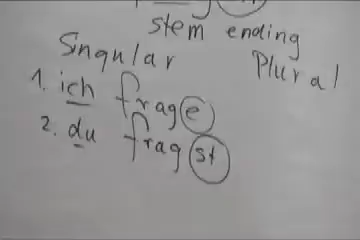 stem ending
Singular Plural
1. ich frage
2. du fragst